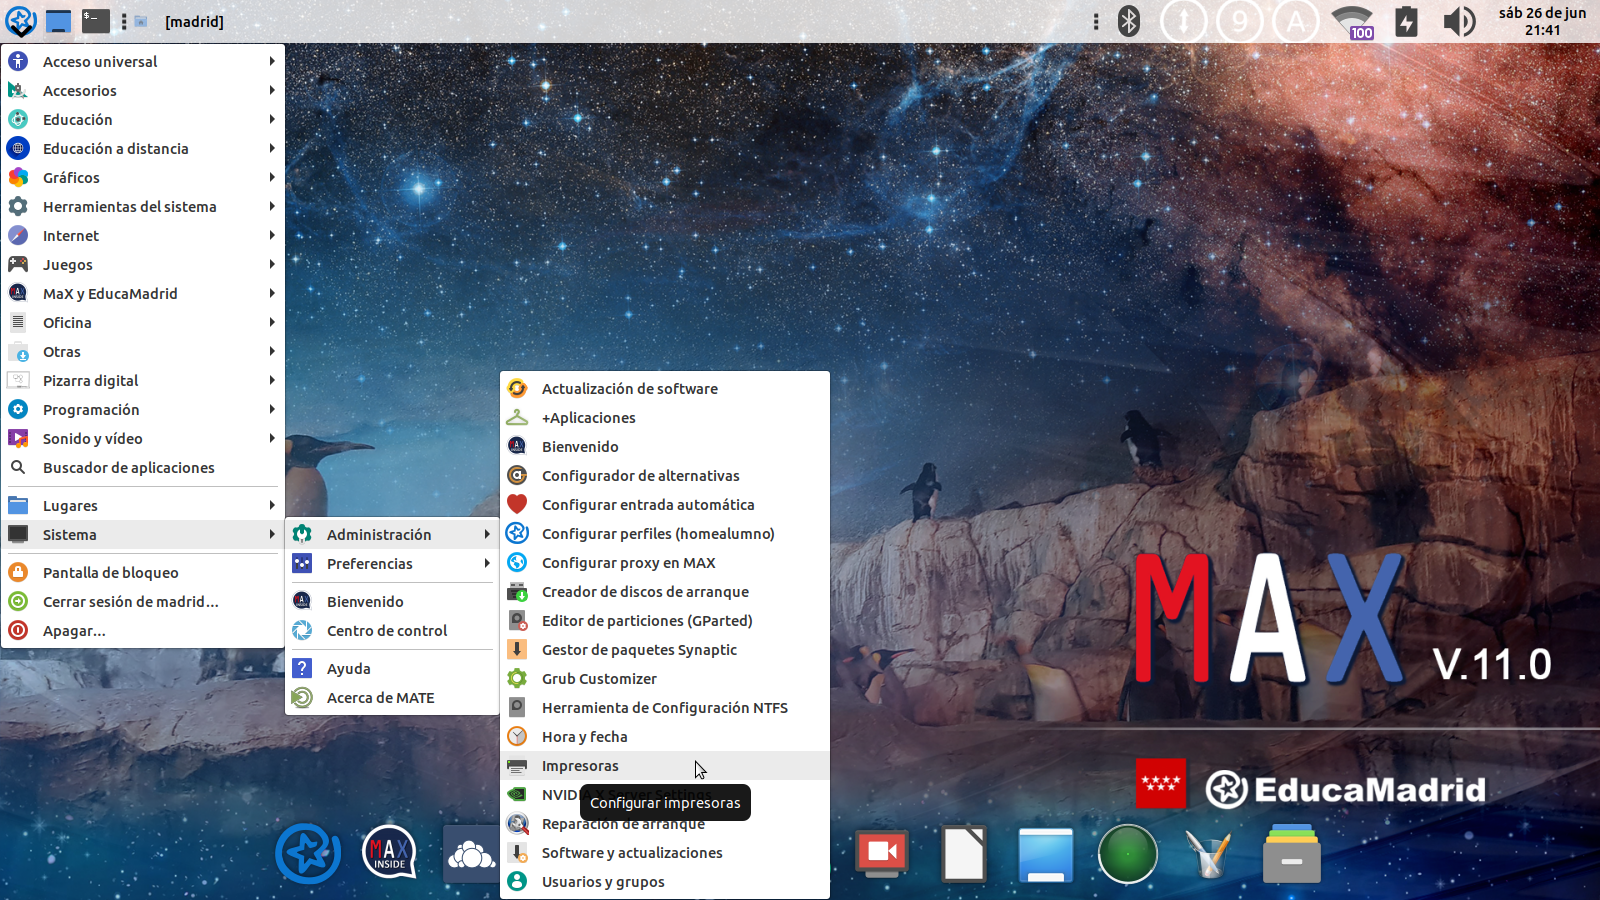 [madrid]
9
A
100
sáb 26 de jun
21:41
Acceso universal
Accesorios
Educación
Educación a distancia
Gráficos
Herramientas del sistema
Internet
Juegos
MaX y EducaMadrid
Oficina
Otras
Pizarra digital
Programación
Sonido y vídeo
Buscador de aplicaciones
Lugares
Sistema
Pantalla de bloqueo
Cerrar sesión de madrid...
Apagar...
Administración
Preferencias
Bienvenido
Centro de control
Ayuda
Acerca de MATE
Actualización de software
+Aplicaciones
Bienvenido
Configurador de alternativas
Configurar entrada automática
Configurar perfiles (homealumno)
Configurar proxy en MAX
Creador de discos de arranque
Editor de particiones (GParted)
Gestor de paquetes Synaptic
Grub Customizer
Herramienta de Configuración NTFS
Hora y fecha
Impresoras
NVIDIA X Server Settings
Configurar impresoras
Reparación de arranque
Software y actualizaciones
Usuarios y grupos
MAX
V.11.0
EducaMadrid
MAX
INSIDE